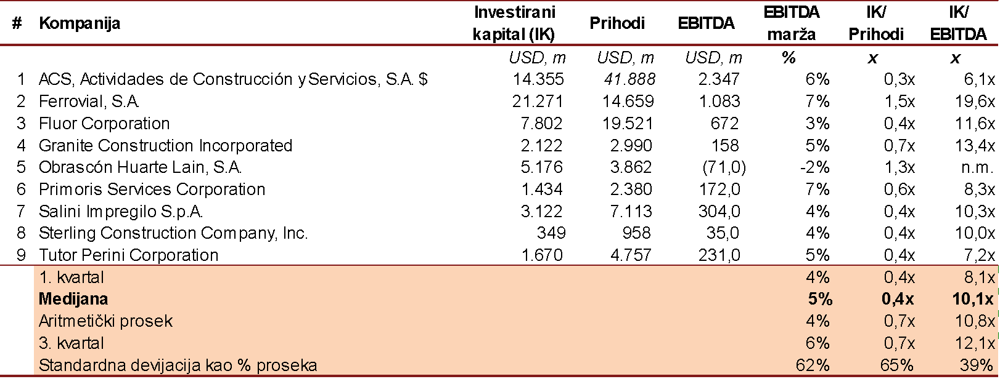 # Kompanija Investirani kapital (IK) Prihodi EBITDA EBITDA marža IK/ Prihodi IK/ EBITDA
USD, m USD, m USD, m % x x
1 ACS, Actividades de Construcción y Servicios, S.A. $ 14.355 41.888 2.347 6% 0,3x 6,1x
2 Ferrovial, S.A. 21.271 14.659 1.083 7% 1,5x 19,6x
3 Fluor Corporation 7.802 19.521 672 3% 0,4x 11,6x
4 Granite Construction Incorporated 2.122 2.990 158 5% 0,7x 13,4x
5 Obrascón Huarte Lain, S.A. 5.176 3.862 (71,0) -2% 1,3x n.m.
6 Primoris Services Corporation 1.434 2.380 172,0 7% 0,6x 8,3x
7 Salini Impregilo S.p.A. 3.122 7.113 304,0 4% 0,4x 10,3x
8 Sterling Construction Company, Inc. 349 958 35,0 4% 0,4x 10,0x
9 Tutor Perini Corporation 1.670 4.757 231,0 5% 0,4x 7,2x
1. kvartal 4% 0,4x 8,1x
Medijana 5% 0,4x 10,1x
Aritmetički prosek 4% 0,7x 10,8x
3. kvartal 6% 0,7x 12,1x
Standardna devijacija kao % proseka 62% 65% 39%